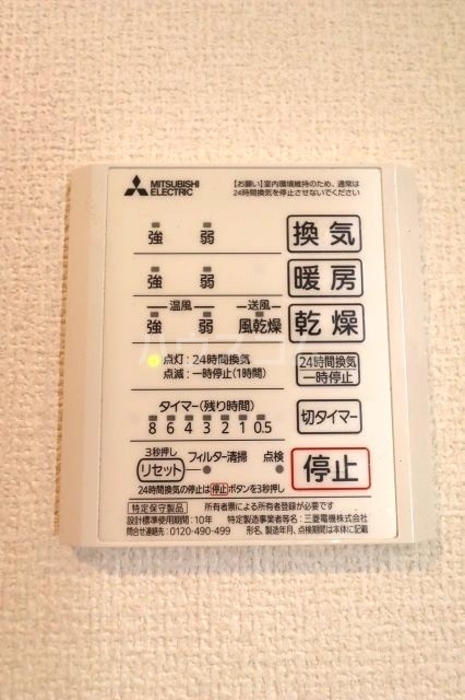 MITSUBISHI
ELECTRIC
【お願い】室内環境維持のため、通常は
24時間換気を停止させないでください
強 弱 換気
強 弱 暖房
温風 送風
強 弱 風乾燥 乾燥
点灯:24時間換気
点滅:一時停止(1時間)
24時間換気
一時停止
タイマー(残り時間)
8 6 4 3 2 1 0.5
切タイマー
3秒押し
リセット フィルター清掃 点検
停止
24時間換気の停止は停止ボタンを3秒押し
特定保守製品 所有者票による所有者登録が必要です
設計標準使用期間:10年 特定製造事業者等名:三菱電機株式会社
問合せ連絡先:0120-490-499 形名、製造年月、点検期間は本体に記載